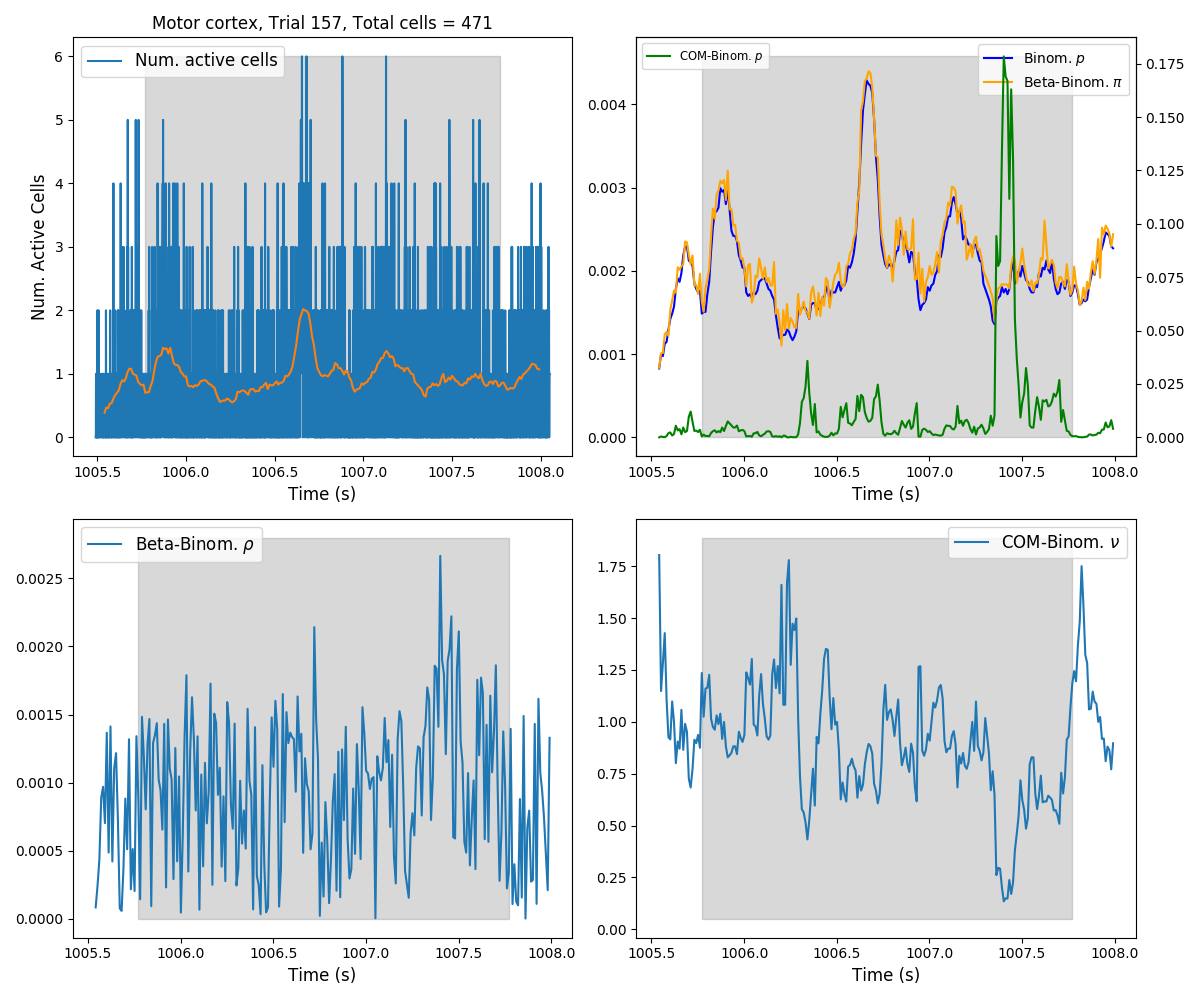 Motor cortex, Trial 157, Total cells = 471
Num. active cells
Num. Active Cells
6
5
4
3
2
1
0
1005.5 1006.0 1006.5 1007.0 1007.5 1008.0
Time (s)
COM-Binom. p
Binom. p
Beta-Binom. π
0.004
0.003
0.002
0.001
0.000
0.175
0.150
0.125
0.100
0.075
0.050
0.025
0.000
1005.5 1006.0 1006.5 1007.0 1007.5 1008.0
Time (s)
Beta-Binom. ρ
0.0025
0.0020
0.0015
0.0010
0.0005
0.0000
1005.5 1006.0 1006.5 1007.0 1007.5 1008.0
Time (s)
COM-Binom. ν
1.75
1.50
1.25
1.00
0.75
0.50
0.25
0.00
1005.5 1006.0 1006.5 1007.0 1007.5 1008.0
Time (s)